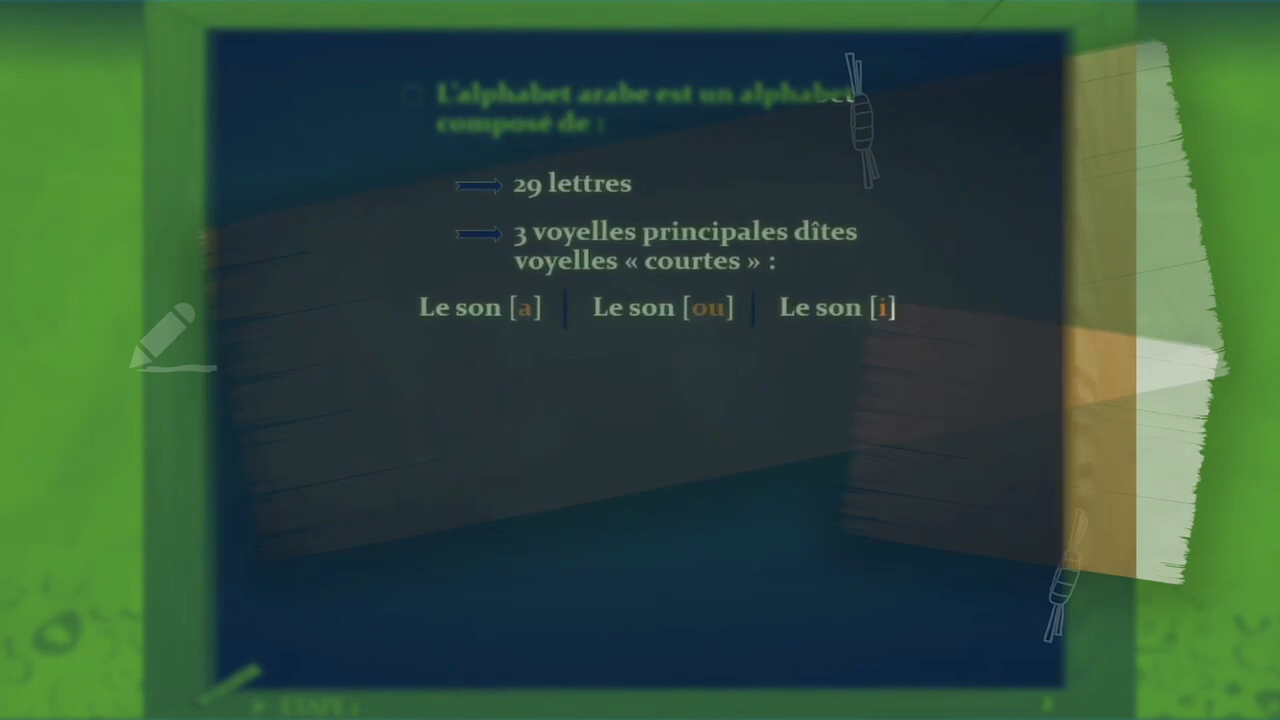 L'alphabet arabe est un alphabet
composé de :
29 lettres
3 voyelles principales dîtes
voyelles « courtes » :
Le son [a] Le son [ou] Le son [i]